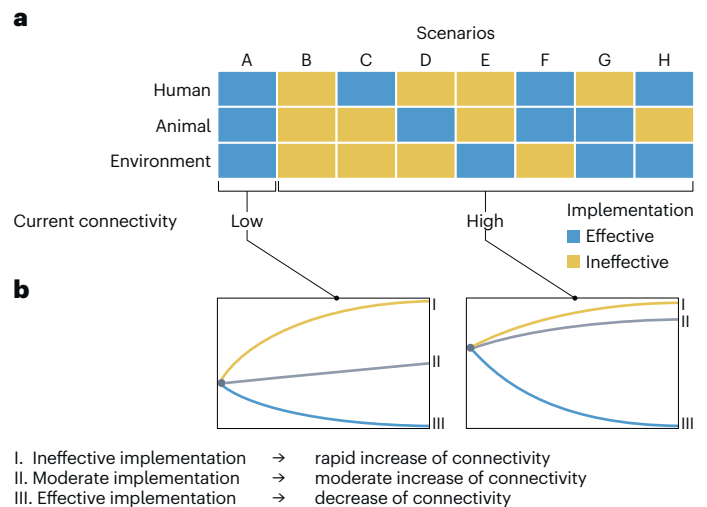 a
Scenarios
A B C D E F G H
Human
Animal
Environment
Current connectivity
Low
High
Implementation
Effective
Ineffective
b
I
II
III
I
II
III
I. Ineffective implementation → rapid increase of connectivity
II. Moderate implementation → moderate increase of connectivity
III. Effective implementation → decrease of connectivity